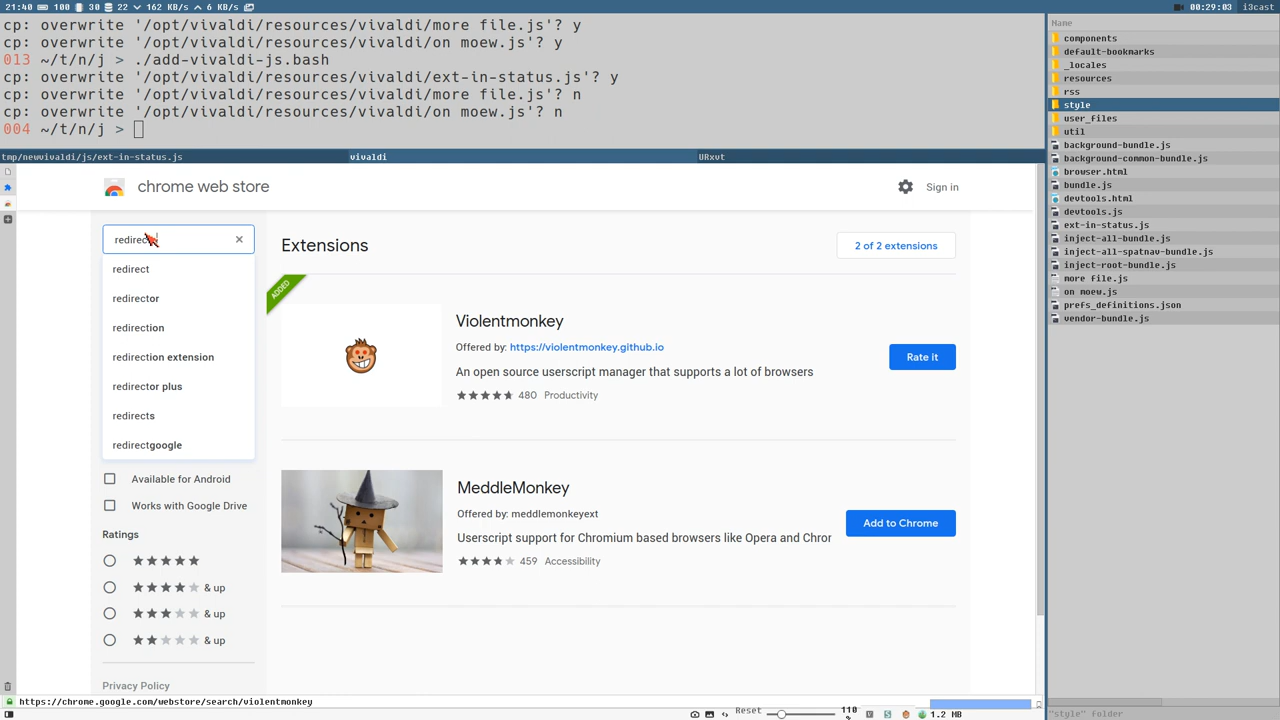 21:40 100 30 22 162 KB/s 6 KB/s
00:29:03 i3cast
cp: overwrite '/opt/vivaldi/resources/vivaldi/more file.js'? y
cp: overwrite '/opt/vivaldi/resources/vivaldi/on moew.js'? y
013 ~/t/n/j > ./add-vivaldi-js.bash
cp: overwrite '/opt/vivaldi/resources/vivaldi/ext-in-status.js'? y
cp: overwrite '/opt/vivaldi/resources/vivaldi/more file.js'? n
cp: overwrite '/opt/vivaldi/resources/vivaldi/on moew.js'? n
004 ~/t/n/j >
tmp/newvivaldi/js/ext-in-status.js
vivaldi
URxvt
chrome web store
Sign in
redirect
redirector
redirection
redirection extension
redirector plus
redirects
redirectgoogle
Available for Android
Works with Google Drive
Ratings
& up
& up
& up
Privacy Policy
Extensions
2 of 2 extensions
ADDED
Violentmonkey
Offered by: https://violentmonkey.github.io
An open source userscript manager that supports a lot of browsers
480 Productivity
Rate it
MeddleMonkey
Offered by: meddlemonkeyext
Userscript support for Chromium based browsers like Opera and Chror
459 Accessibility
Add to Chrome
https://chrome.google.com/webstore/search/violentmonkey
Reset
110 %
1.2 MB
Name
components
default-bookmarks
_locales
resources
rss
style
user_files
util
background-bundle.js
background-common-bundle.js
browser.html
bundle.js
devtools.html
devtools.js
ext-in-status.js
inject-all-bundle.js
inject-all-spatnav-bundle.js
inject-root-bundle.js
more file.js
on moew.js
prefs_definitions.json
vendor-bundle.js
"style" folder